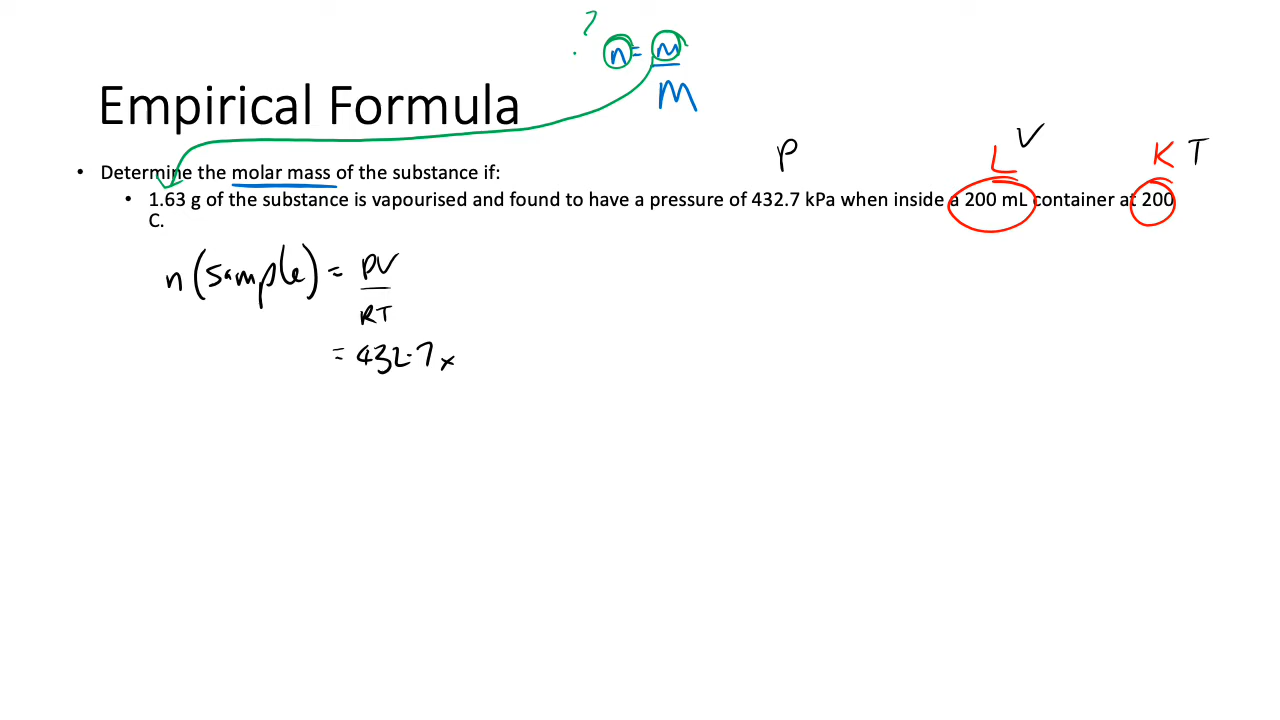 ? n = m
M
Empirical Formula
P L V K T
• Determine the molar mass of the substance if:
• 1.63 g of the substance is vapourised and found to have a pressure of 432.7 kPa when inside a 200 mL container at 200
C.
n (sample) = PV
RT
= 432.7 x